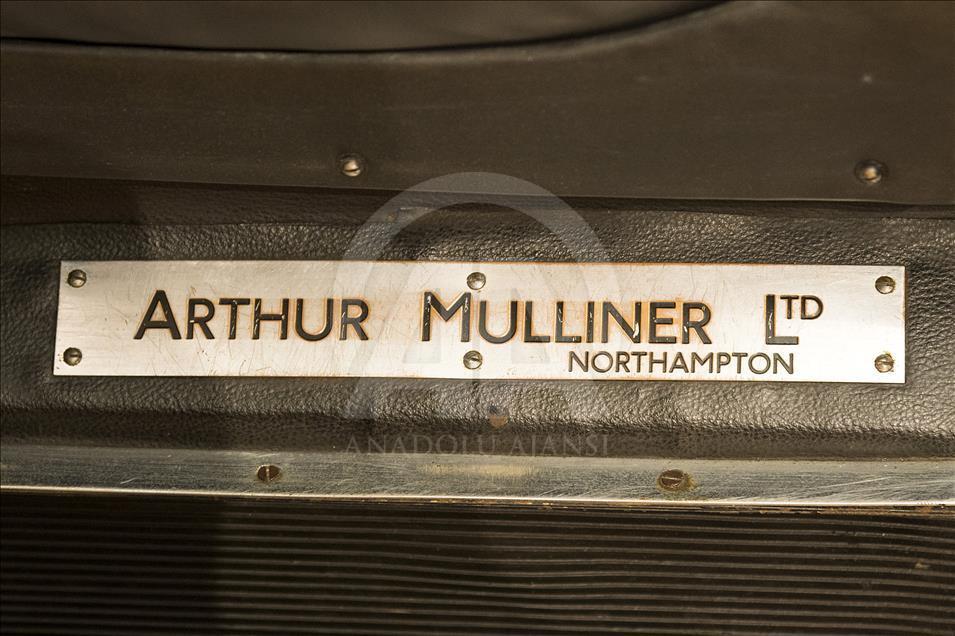 ARTHUR MULLINER LTD
NORTHAMPTON
ANADOLU AJANSI